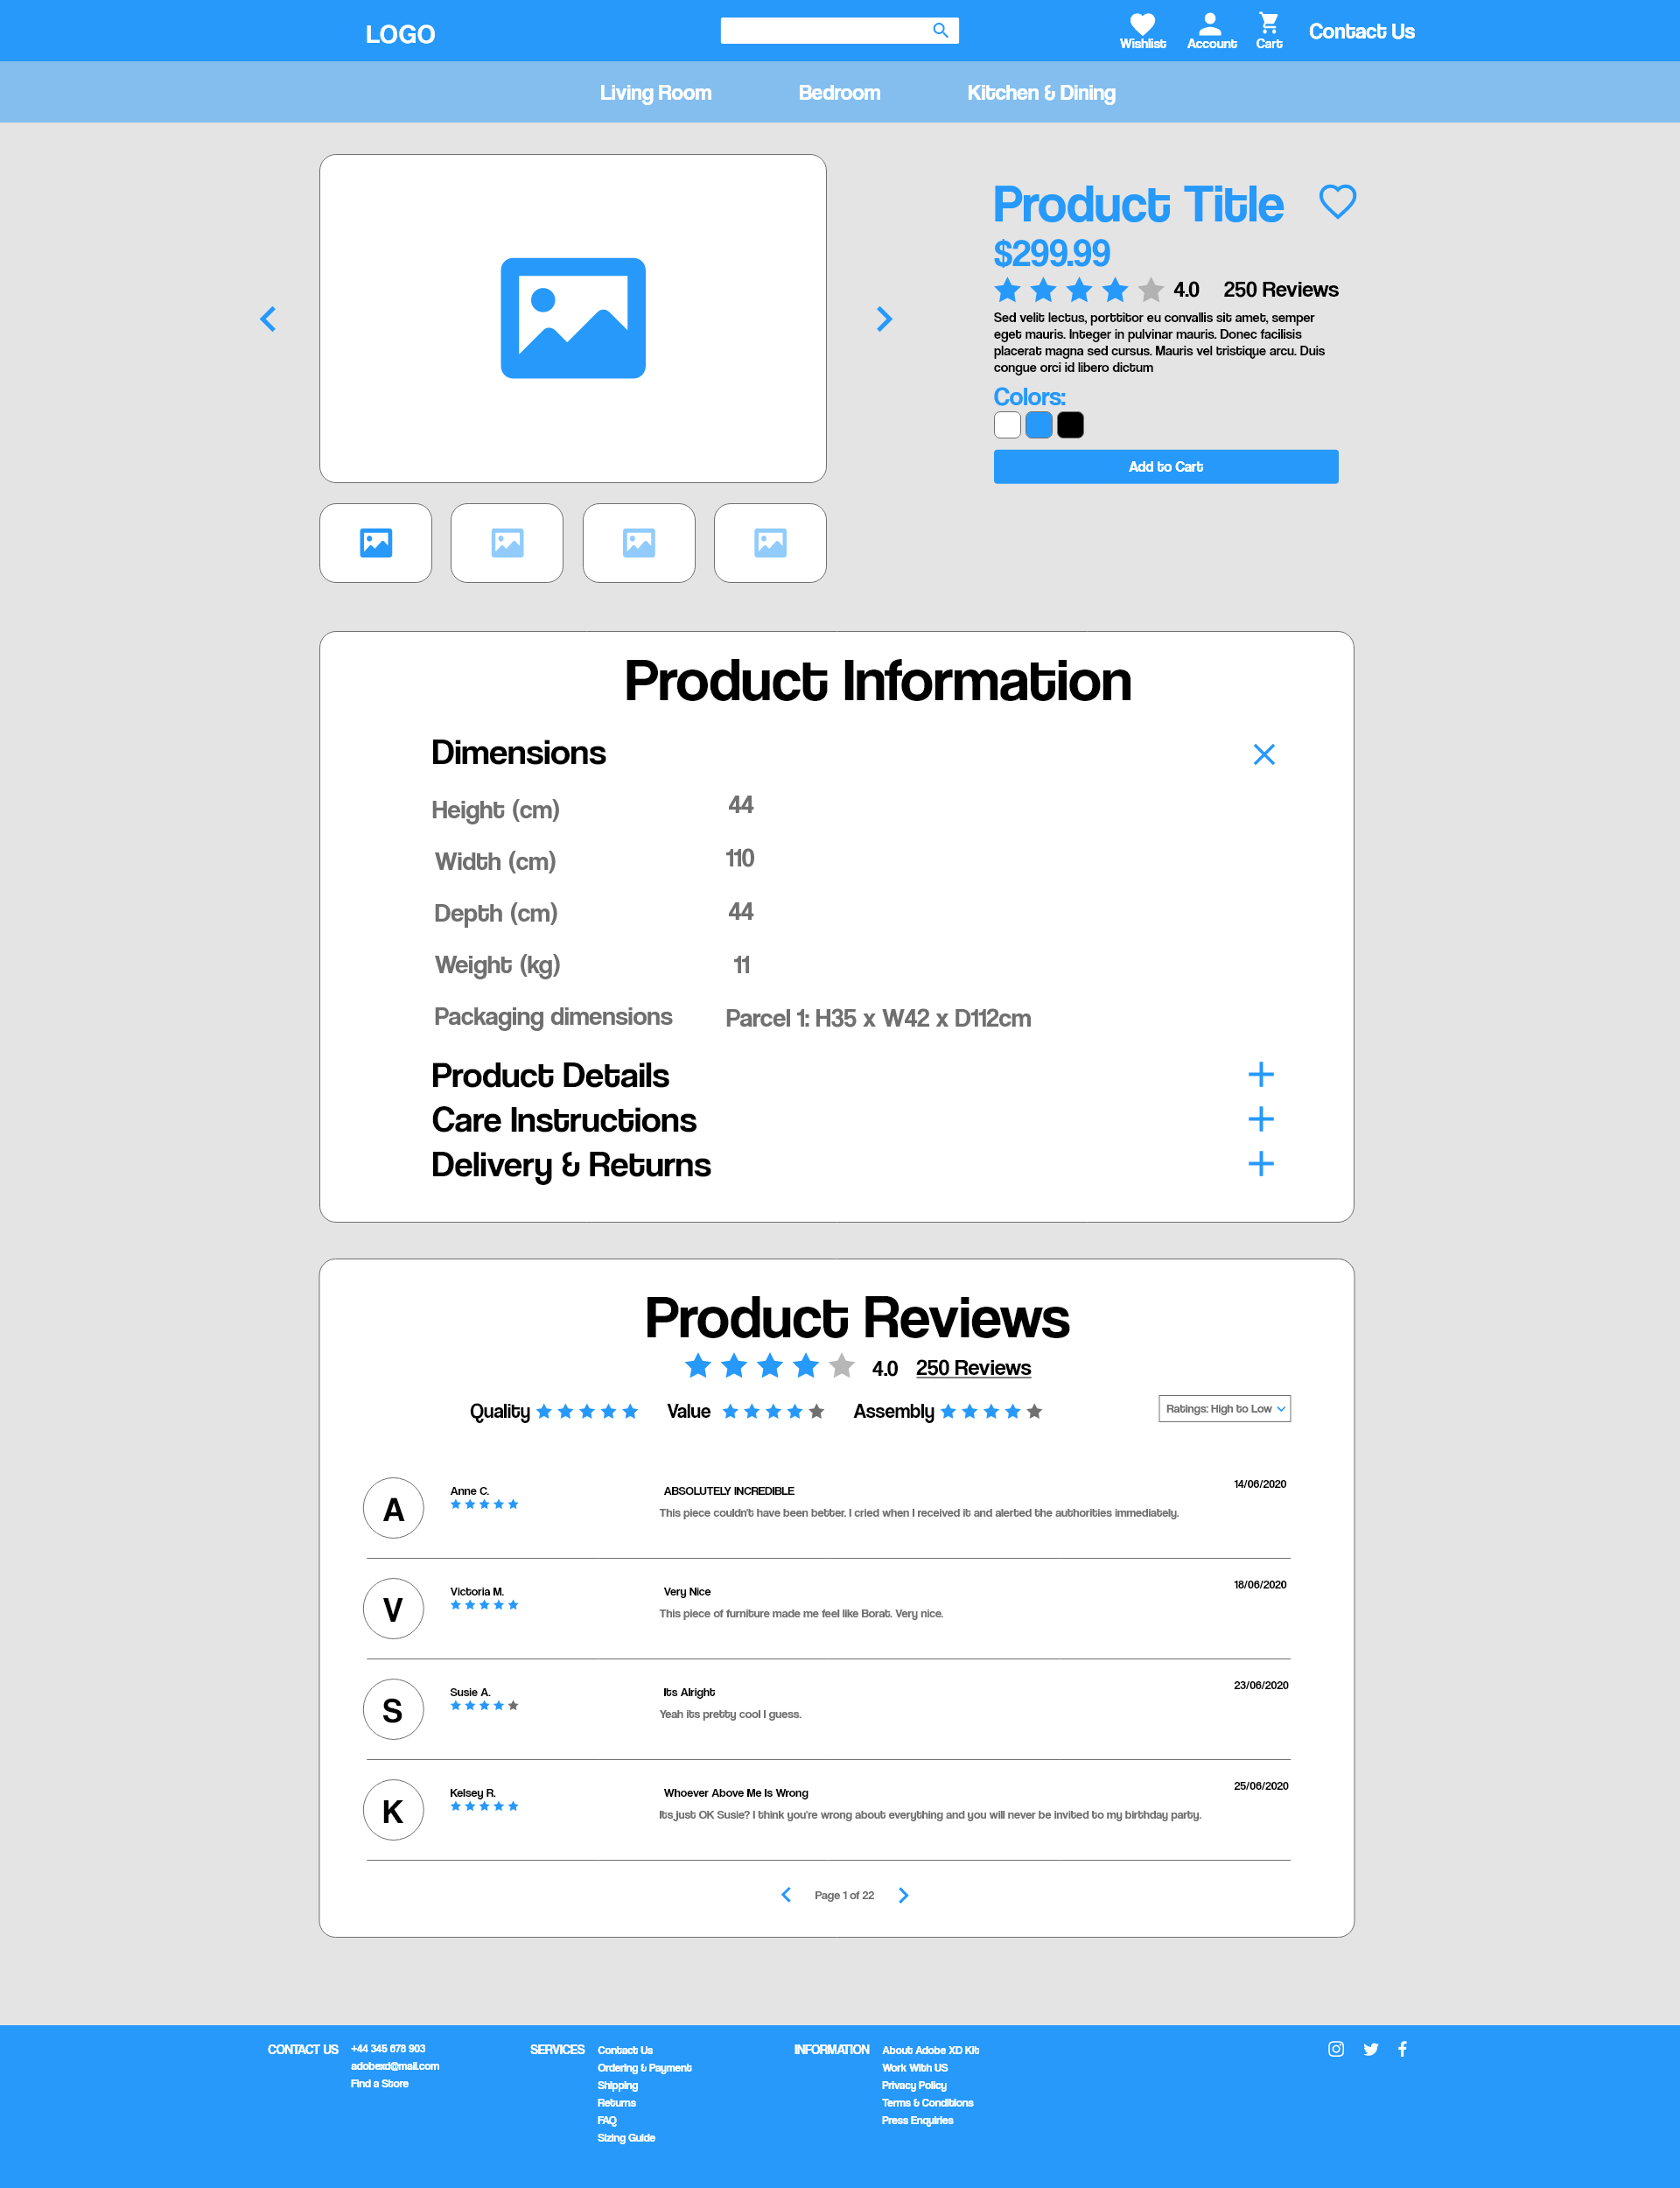 LOGO
Wishlist
Account
Cart
Contact Us
Living Room
Bedroom
Kitchen & Dining
Product Title
$299.99
4.0 250 Reviews
Sed velit lectus, porttitor eu convallis sit amet, semper
eget mauris. Integer in pulvinar mauris. Donec facilisis
placerat magna sed cursus. Mauris vel tristique arcu. Duis
congue orci id libero dictum
Colors:
Add to Cart
Product Information
Dimensions
Height (cm) 44
Width (cm) 110
Depth (cm) 44
Weight (kg) 11
Packaging dimensions Parcel 1: H35 x W42 x D112cm
Product Details
Care Instructions
Delivery & Returns
Product Reviews
4.0 250 Reviews
Quality Value Assembly
Ratings: High to Low
A
Anne C.
ABSOLUTELY INCREDIBLE
14/06/2020
This piece couldn't have been better. I cried when I received it and alerted the authorities immediately.
V
Victoria M.
Very Nice
18/06/2020
This piece of furniture made me feel like Borat. Very nice.
S
Susie A.
Its Alright
23/06/2020
Yeah its pretty cool I guess.
K
Kelsey R.
Whoever Above Me Is Wrong
25/06/2020
Its just OK Susie? I think you're wrong about everything and you will never be invited to my birthday party.
Page 1 of 22
CONTACT US
+44 345 678 903
adobexd@mail.com
Find a Store
SERVICES
Contact Us
Ordering & Payment
Shipping
Returns
FAQ
Sizing Guide
INFORMATION
About Adobe XD Kit
Work With US
Privacy Policy
Terms & Conditions
Press Enquiries